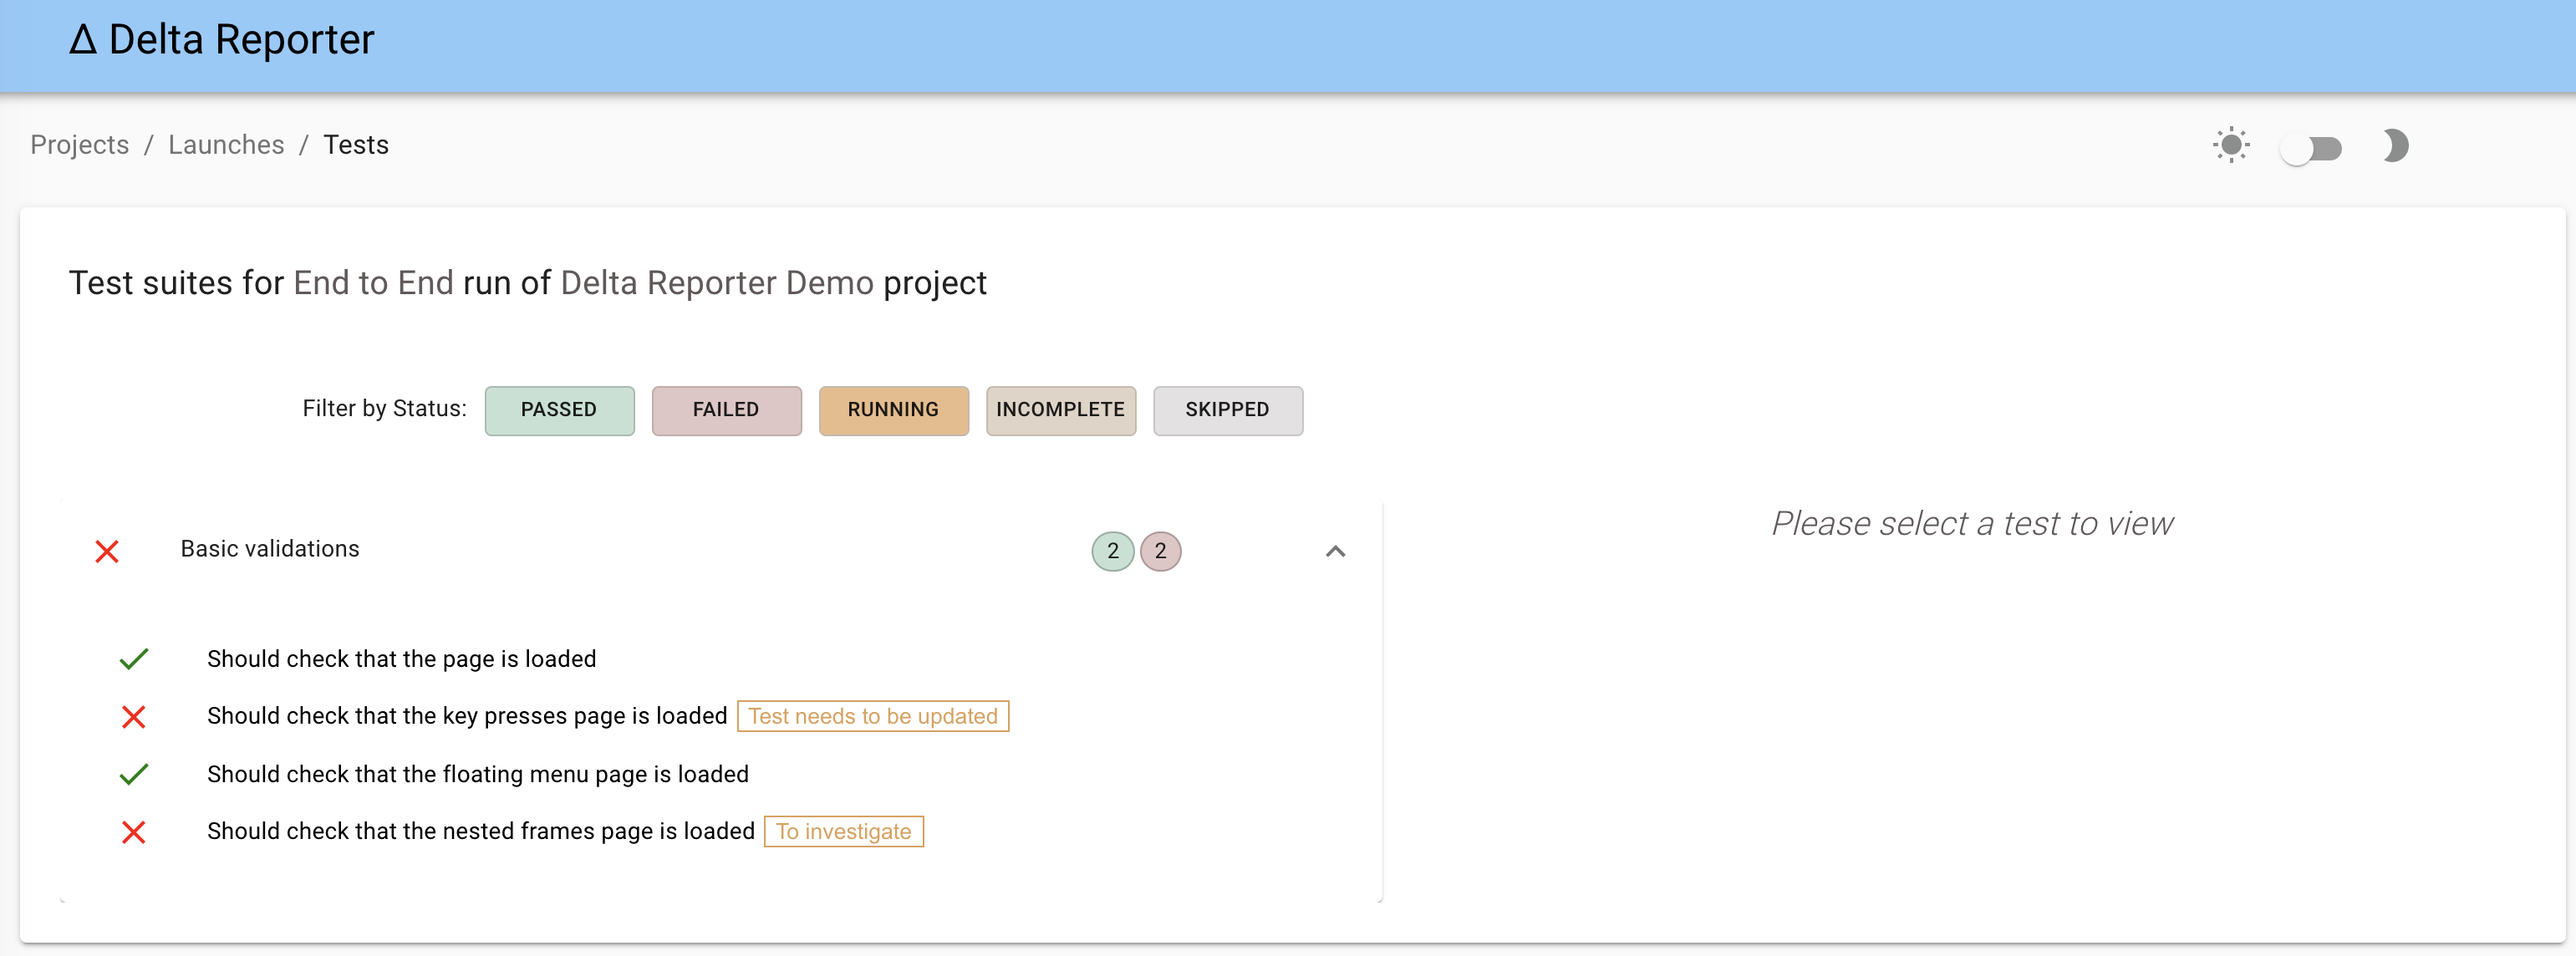 Δ Delta Reporter
Projects / Launches / Tests
Test suites for End to End run of Delta Reporter Demo project
Filter by Status: PASSED FAILED RUNNING INCOMPLETE SKIPPED
Please select a test to view
Basic validations 2 2
Should check that the page is loaded
Should check that the key presses page is loaded Test needs to be updated
Should check that the floating menu page is loaded
Should check that the nested frames page is loaded To investigate